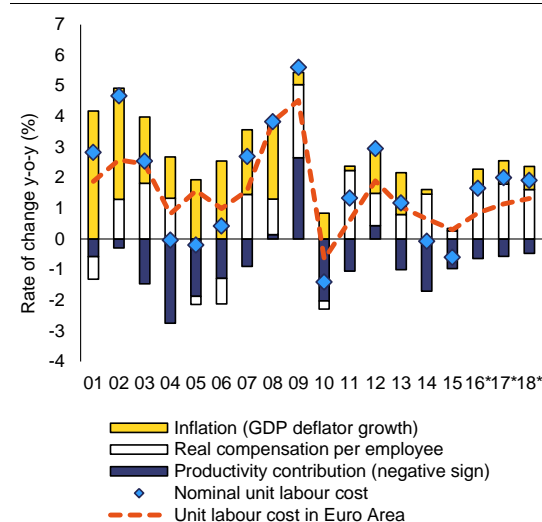 Rate of change y-o-y (%)
7
6
5
4
3
2
1
0
-1
-2
-3
-4
01 02 03 04 05 06 07 08 09 10 11 12 13 14 15 16* 17* 18*
Inflation (GDP deflator growth)
Real compensation per employee
Productivity contribution (negative sign)
Nominal unit labour cost
Unit labour cost in Euro Area